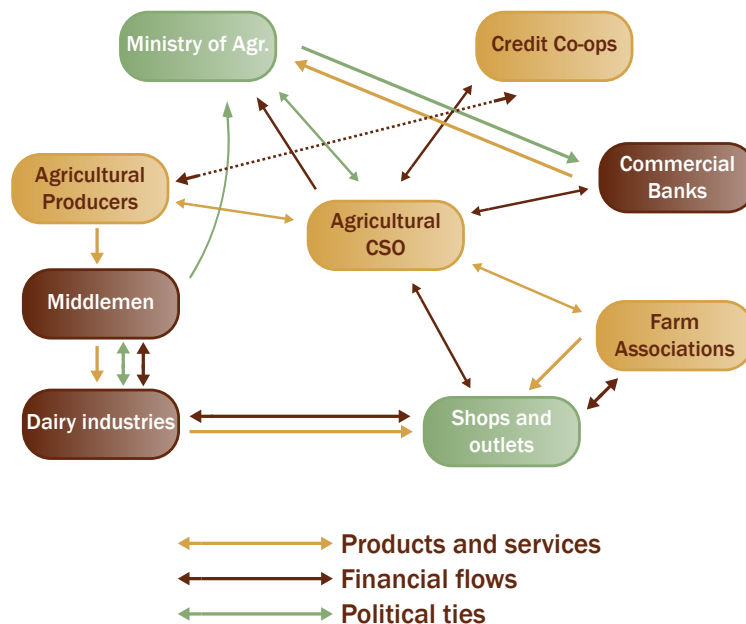 Ministry of Agr.
Credit Co-ops
Commercial
Banks
Agricultural
Producers
Agricultural
CSO
Middlemen
Farm
Associations
Dairy industries
Shops and
outlets
Products and services
Financial flows
Political ties